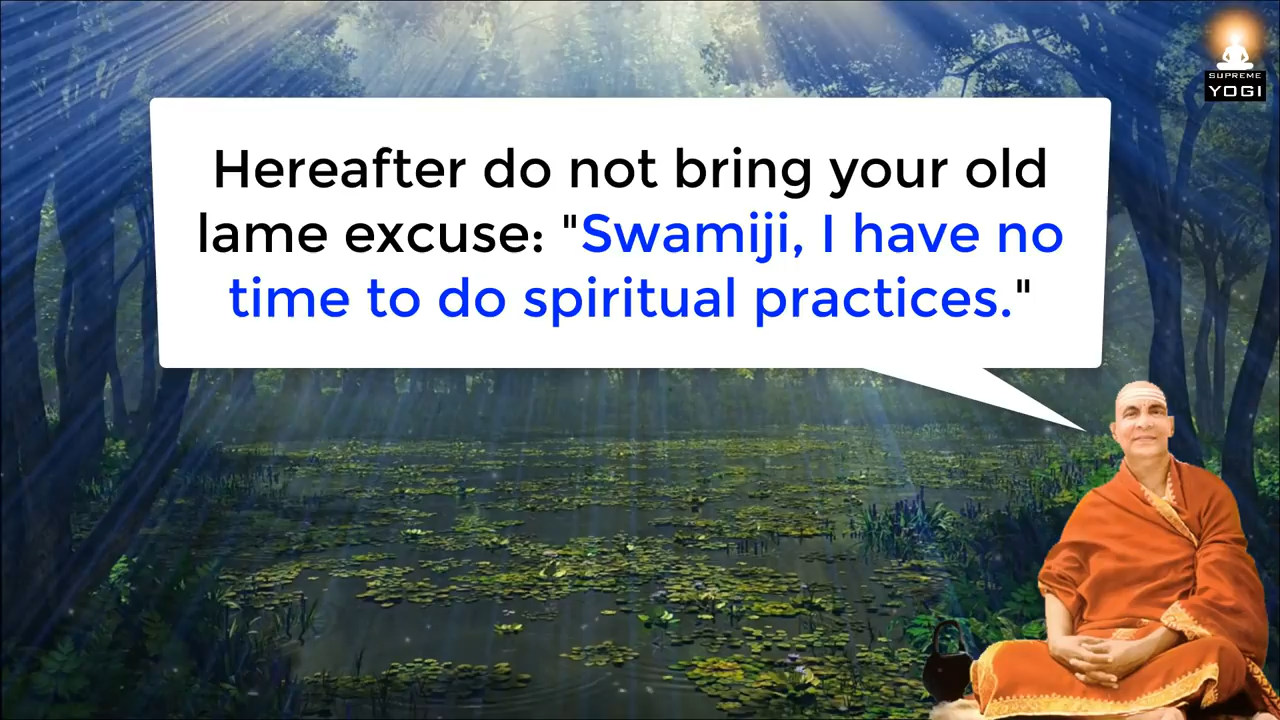 SUPREME
YOGI
Hereafter do not bring your old
lame excuse: "Swamiji, I have no
time to do spiritual practices."